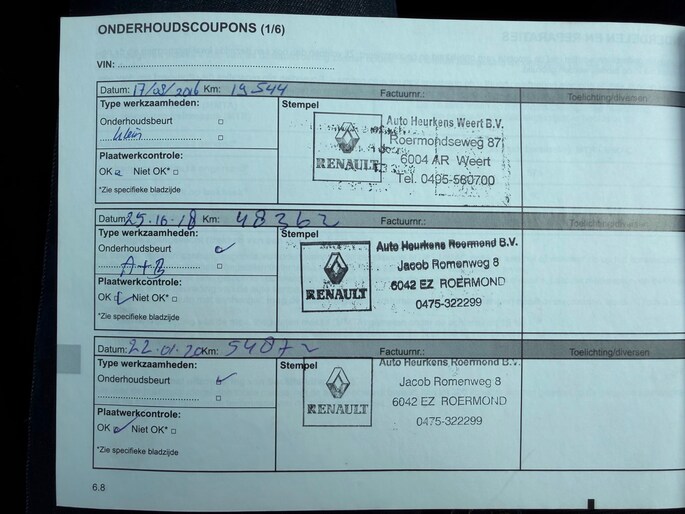 ONDERHOUDSCOUPONS (1/6)
VIN:
Datum: 17/08/2016 Km: 19544 Factuurnr.: Toelichting/diversen
Type werkzaamheden: Stempel
Onderhoudsbeurt
klein
Plaatwerkcontrole:
OK Niet OK*
*Zie specifieke bladzijde
RENAULT
Auto Heurkens Weert B.V.
Roermondseweg 87
6004 AR Weert
Tel. 0495-560700
Datum: 25.10.18 Km: 48362 Factuurnr.: Toelichting/diversen
Type werkzaamheden: Stempel
Onderhoudsbeurt
A+B
Plaatwerkcontrole:
OK Niet OK*
*Zie specifieke bladzijde
RENAULT
Auto Heurkens Roermond B.V.
Jacob Romenweg 8
6042 EZ ROERMOND
0475-322299
Datum: 22.01.20 Km: 54872 Factuurnr.: Toelichting/diversen
Type werkzaamheden: Stempel
Onderhoudsbeurt
Plaatwerkcontrole:
OK Niet OK*
*Zie specifieke bladzijde
RENAULT
Auto Heurkens Roermond B.V.
Jacob Romenweg 8
6042 EZ ROERMOND
0475-322299
6.8